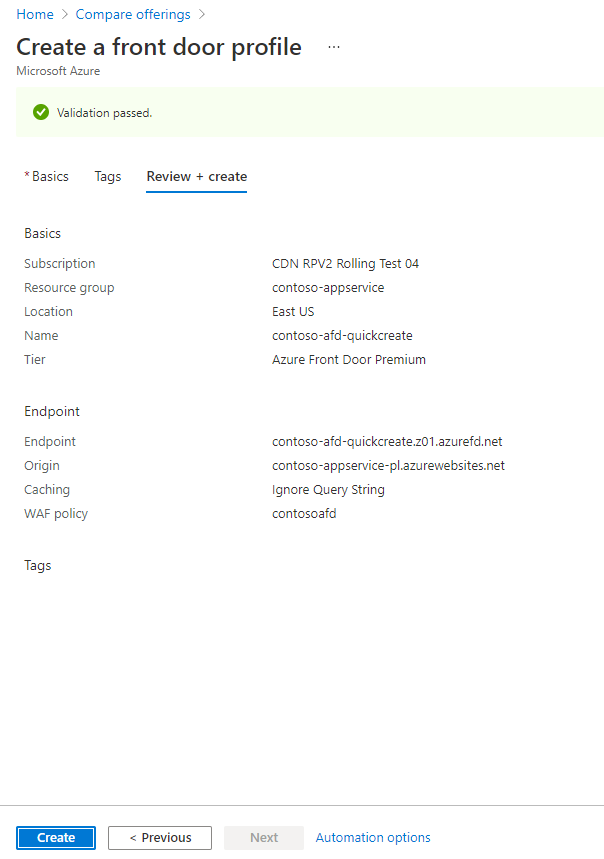 Home > Compare offerings >
Create a front door profile ...
Microsoft Azure
Validation passed.
* Basics Tags Review + create
Basics
Subscription CDN RPV2 Rolling Test 04
Resource group contoso-appservice
Location East US
Name contoso-afd-quickcreate
Tier Azure Front Door Premium
Endpoint
Endpoint contoso-afd-quickcreate.z01.azurefd.net
Origin contoso-appservice-pl.azurewebsites.net
Caching Ignore Query String
WAF policy contosoafd
Tags
Create < Previous Next Automation options